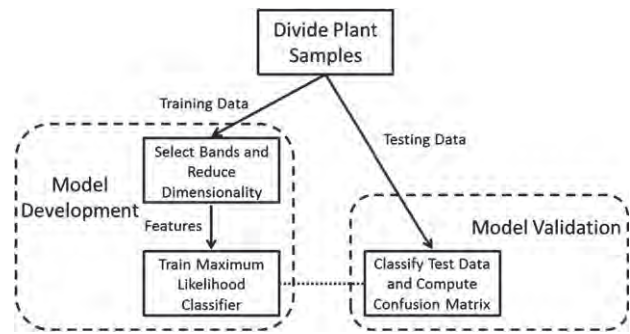 Divide Plant
Samples
Training Data
Testing Data
Select Bands and
Reduce
Dimensionality
Model
Development
Features
Model Validation
Train Maximum
Likelihood
Classifier
Classify Test Data
and Compute
Confusion Matrix